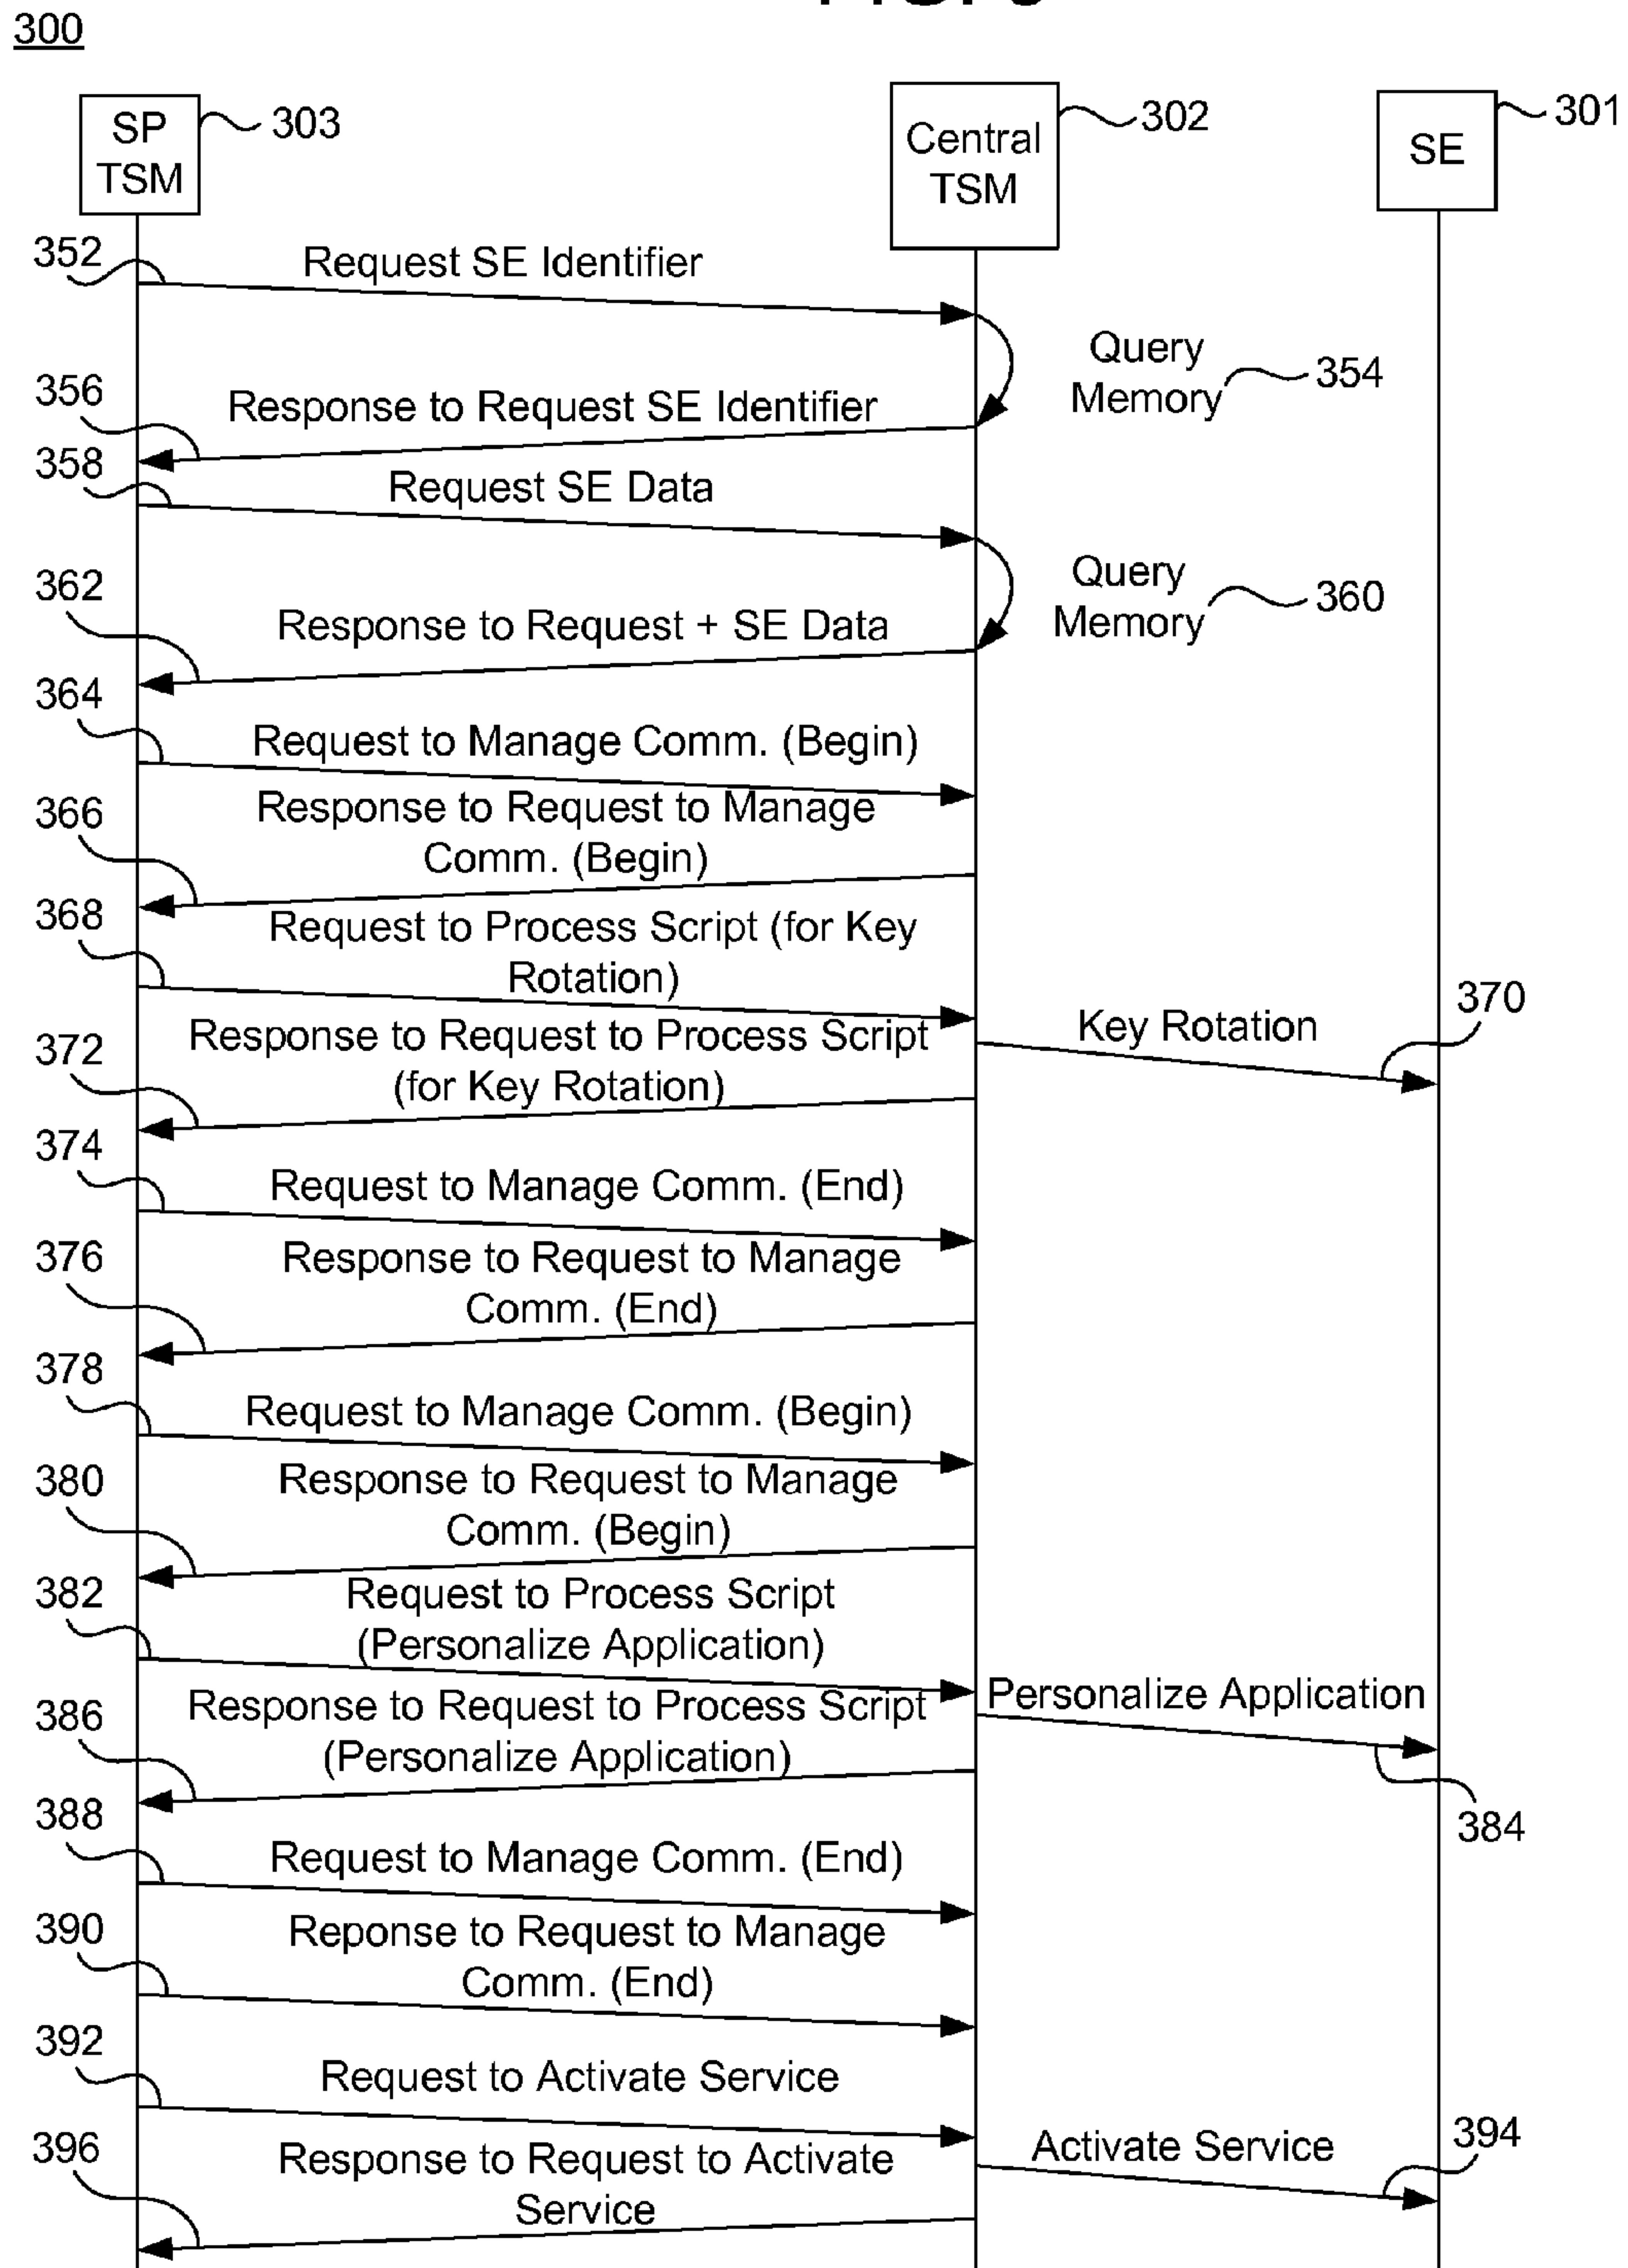 300
SP
TSM
303
Central
TSM
302
SE
301
352
Request SE Identifier
Query
Memory
354
356
Response to Request SE Identifier
358
Request SE Data
Query
Memory
360
362
Response to Request + SE Data
364
Request to Manage Comm. (Begin)
366
Response to Request to Manage
Comm. (Begin)
368
Request to Process Script (for Key
Rotation)
370
Key Rotation
372
Response to Request to Process Script
(for Key Rotation)
374
Request to Manage Comm. (End)
376
Response to Request to Manage
Comm. (End)
378
Request to Manage Comm. (Begin)
380
Response to Request to Manage
Comm. (Begin)
382
Request to Process Script
(Personalize Application)
Personalize Application
384
386
Response to Request to Process Script
(Personalize Application)
388
Request to Manage Comm. (End)
390
Reponse to Request to Manage
Comm. (End)
392
Request to Activate Service
Activate Service
394
396
Response to Request to Activate
Service